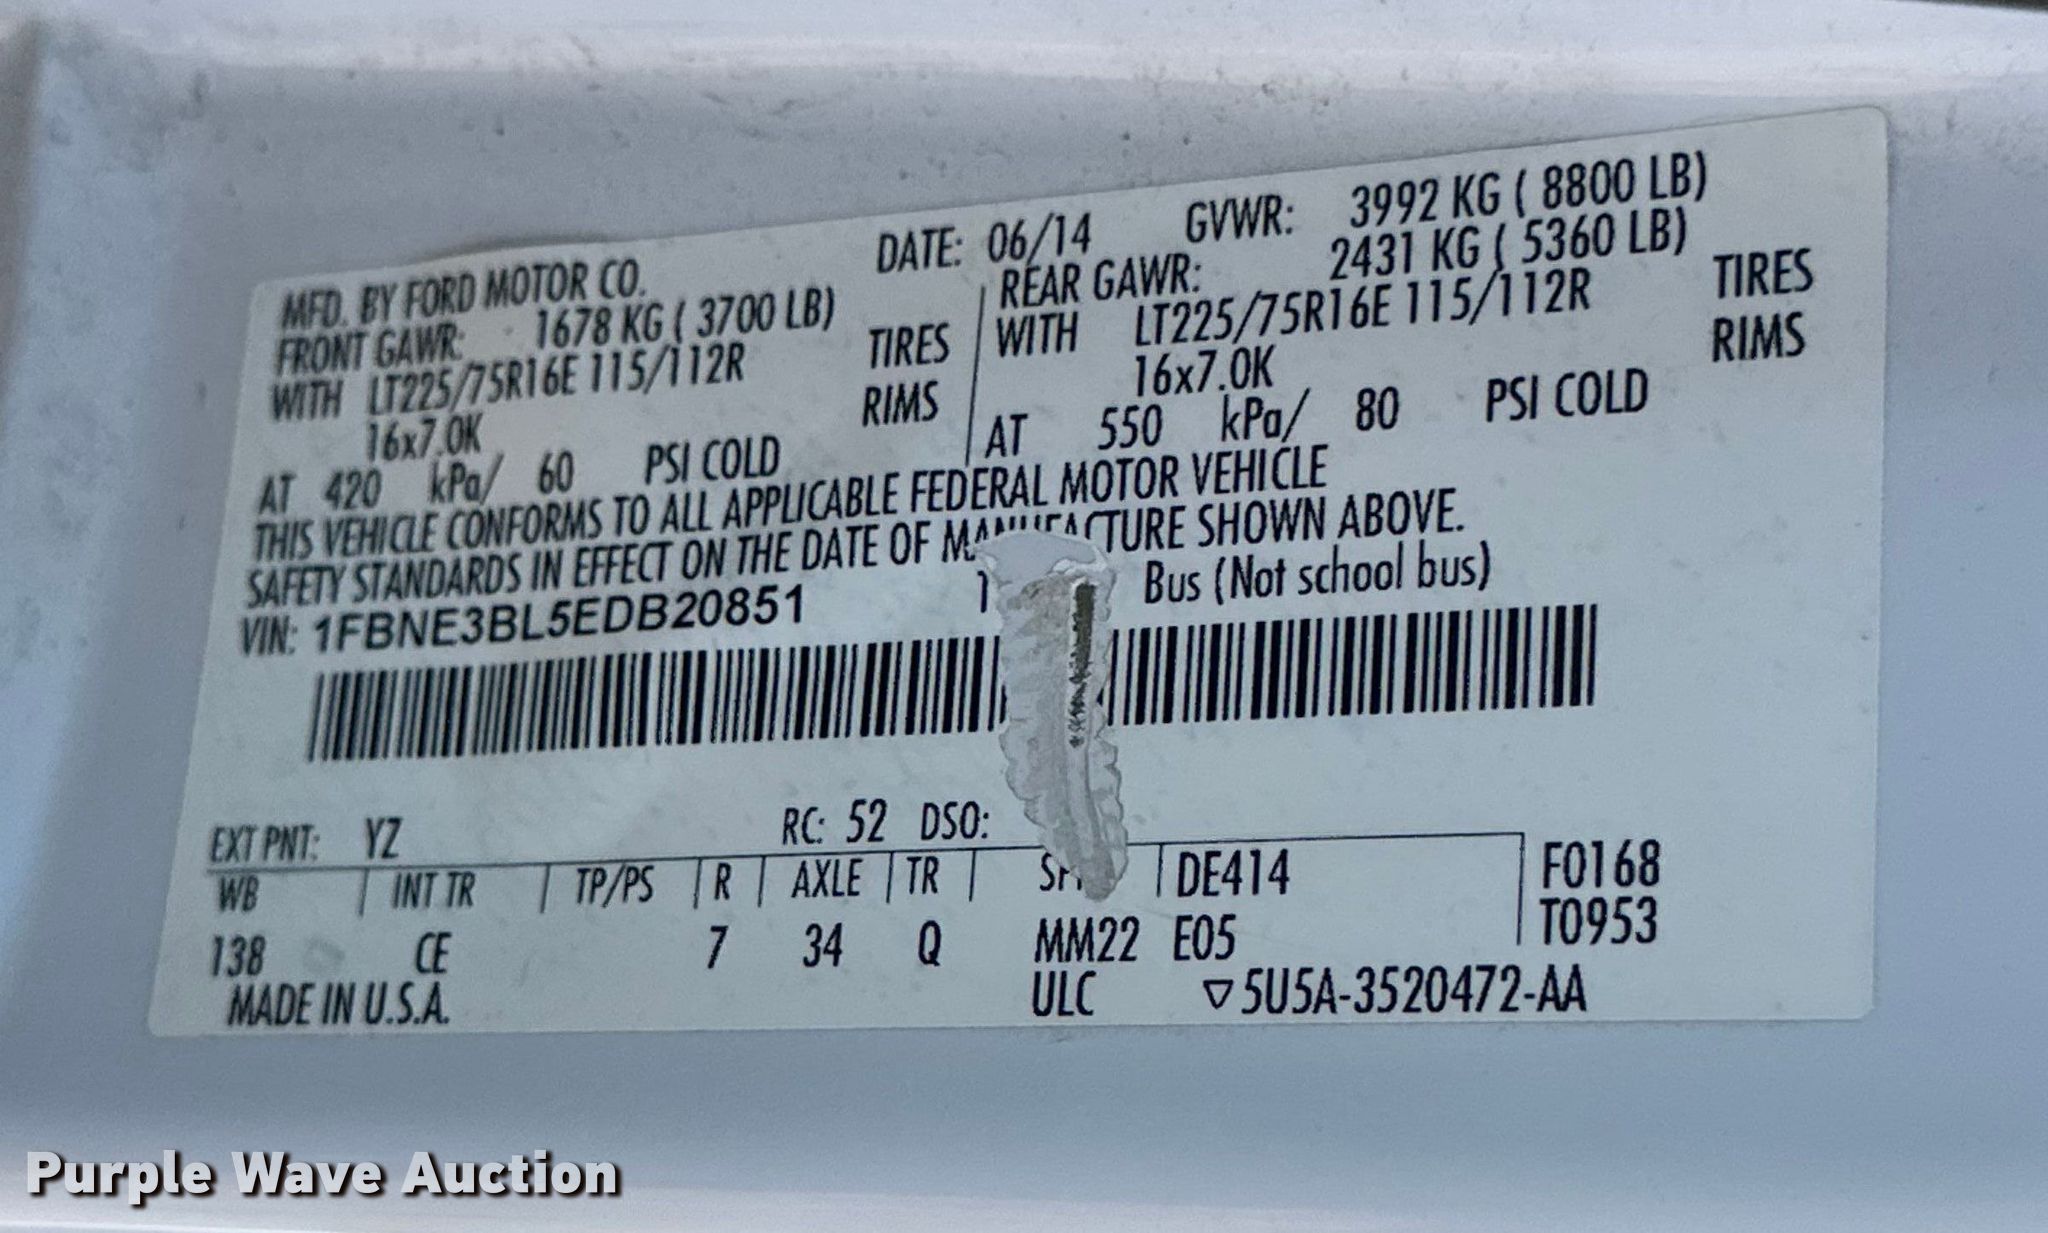 MFD. BY FORD MOTOR CO. DATE: 06/14 GVWR: 3992 KG ( 8800 LB)
FRONT GAWR: 1678 KG ( 3700 LB) REAR GAWR: 2431 KG ( 5360 LB)
WITH LT225/75R16E 115/112R TIRES WITH LT225/75R16E 115/112R TIRES
16x7.0K RIMS 16x7.0K RIMS
AT 420 kPa/ 60 PSI COLD AT 550 kPa/ 80 PSI COLD
THIS VEHICLE CONFORMS TO ALL APPLICABLE FEDERAL MOTOR VEHICLE
SAFETY STANDARDS IN EFFECT ON THE DATE OF MANUFACTURE SHOWN ABOVE.
VIN: 1FBNE3BL5EDB20851 Bus (Not school bus)
EXT PNT: YZ RC: 52 DSO:
WB INT TR TP/PS R AXLE TR DE414 F0168
138 CE 7 34 Q MM22 E05 T0953
MADE IN U.S.A. ULC ▽5U5A-3520472-AA
Purple Wave Auction